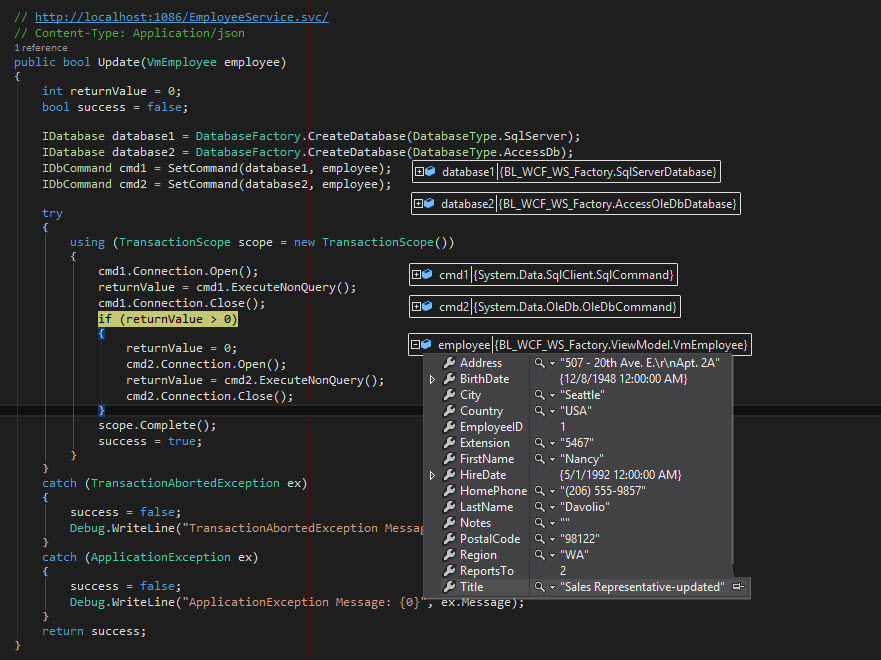 // http://localhost:1086/EmployeeService.svc/
// Content-Type: Application/json
1 reference
public bool Update(VmEmployee employee)
{
int returnValue = 0;
bool success = false;
IDatabase database1 = DatabaseFactory.CreateDatabase(DatabaseType.SqlServer);
IDatabase database2 = DatabaseFactory.CreateDatabase(DatabaseType.AccessDb);
IDbCommand cmd1 = SetCommand(database1, employee);
database1 {BL_WCF_WS_Factory.SqlServerDatabase}
IDbCommand cmd2 = SetCommand(database2, employee);
database2 {BL_WCF_WS_Factory.AccessOleDbDatabase}
try
{
using (TransactionScope scope = new TransactionScope())
{
cmd1.Connection.Open();
cmd1 {System.Data.SqlClient.SqlCommand}
returnValue = cmd1.ExecuteNonQuery();
cmd1.Connection.Close();
cmd2 {System.Data.OleDb.OleDbCommand}
if (returnValue > 0)
{
employee {BL_WCF_WS_Factory.ViewModel.VmEmployee}
returnValue = 0;
cmd2.Connection.Open();
returnValue = cmd2.ExecuteNonQuery();
cmd2.Connection.Close();
}
scope.Complete();
success = true;
}
}
catch (TransactionAbortedException ex)
{
success = false;
Debug.WriteLine("TransactionAbortedException Messa
}
catch (ApplicationException ex)
{
success = false;
Debug.WriteLine("ApplicationException Message: {0}", ex.Message);
}
return success;
}
Address "507 - 20th Ave. E.\r\nApt. 2A"
BirthDate {12/8/1948 12:00:00 AM}
City "Seattle"
Country "USA"
EmployeeID 1
Extension "5467"
FirstName "Nancy"
HireDate {5/1/1992 12:00:00 AM}
HomePhone "(206) 555-9857"
LastName "Davolio"
Notes ""
PostalCode "98122"
Region "WA"
ReportsTo 2
Title "Sales Representative-updated"